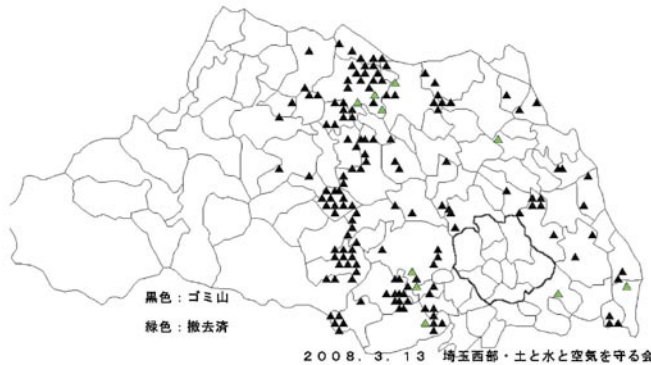 黒色：ゴミ山
緑色：撤去済
２００８．３．１３　埼玉西部・土と水と空気を守る会